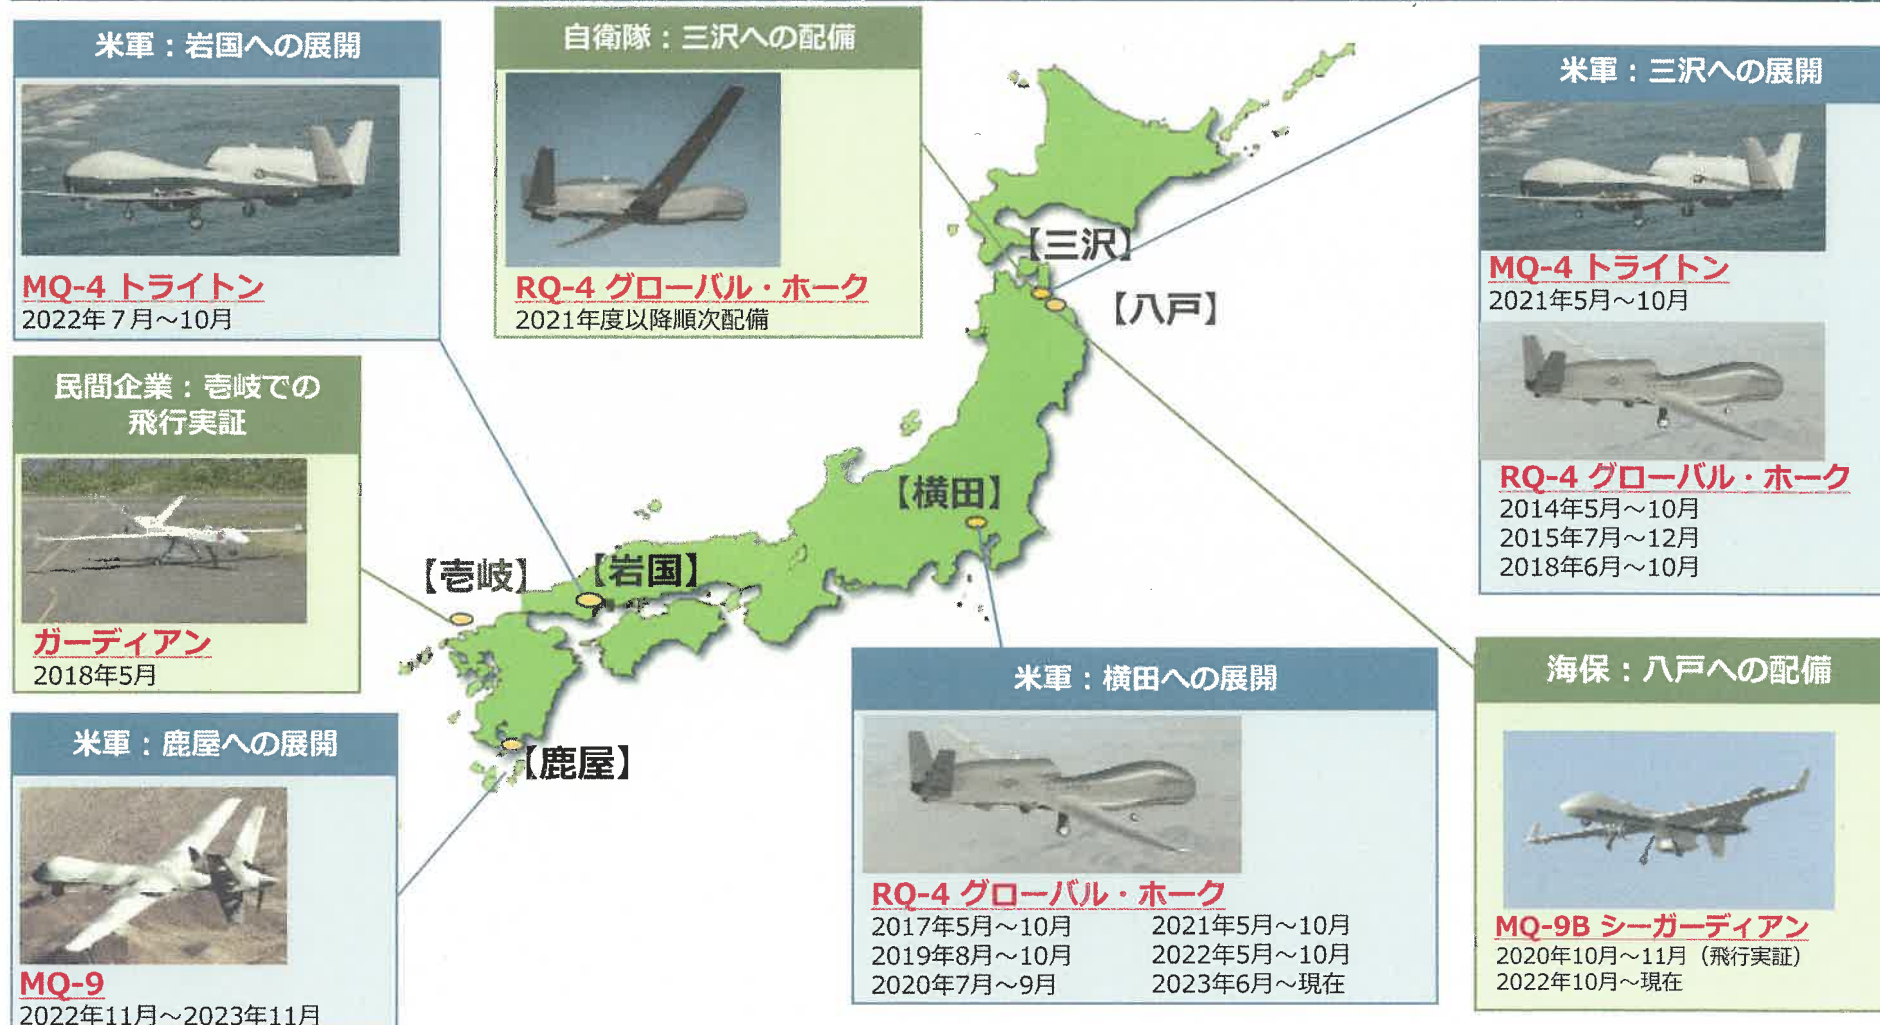 米軍：岩国への展開
MQ-4 トライトン
2022年７月～10月
自衛隊：三沢への配備
RQ-4 グローバル・ホーク
2021年度以降順次配備
米軍：三沢への展開
MQ-4 トライトン
2021年5月～10月
RQ-4 グローバル・ホーク
2014年5月～10月
2015年7月～12月
2018年6月～10月
民間企業：壱岐での
飛行実証
ガーディアン
2018年5月
【三沢】
【八戸】
【横田】
【岩国】
【壱岐】
【鹿屋】
米軍：鹿屋への展開
MQ-9
2022年11月～2023年11月
米軍：横田への展開
RQ-4 グローバル・ホーク
2017年5月～10月 2021年5月～10月
2019年8月～10月 2022年5月～10月
2020年7月～9月 2023年6月～現在
海保：八戸への配備
MQ-9B シーガーディアン
2020年10月～11月（飛行実証）
2022年10月～現在